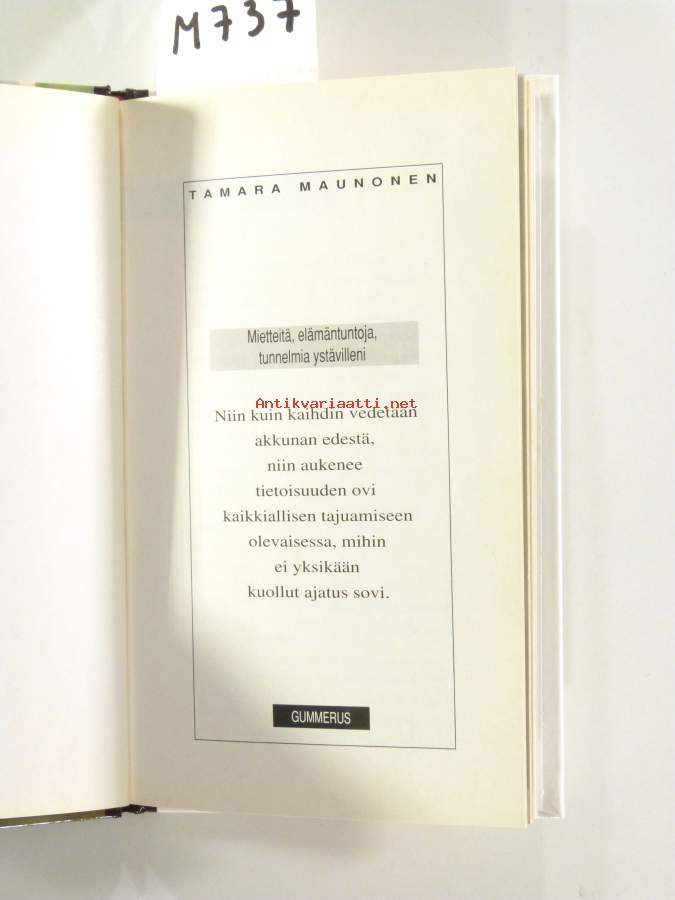 M737
TAMARA MAUNONEN
Mietteitä, elämäntuntoja,
tunnelmia ystävilleni
Antikvariaatti.net
Niin kuin kaihdin vedetään
akkunan edestä,
niin aukenee
tietoisuuden ovi
kaikkiallisen tajuamiseen
olevaisessa, mihin
ei yksikään
kuollut ajatus sovi.
GUMMERUS